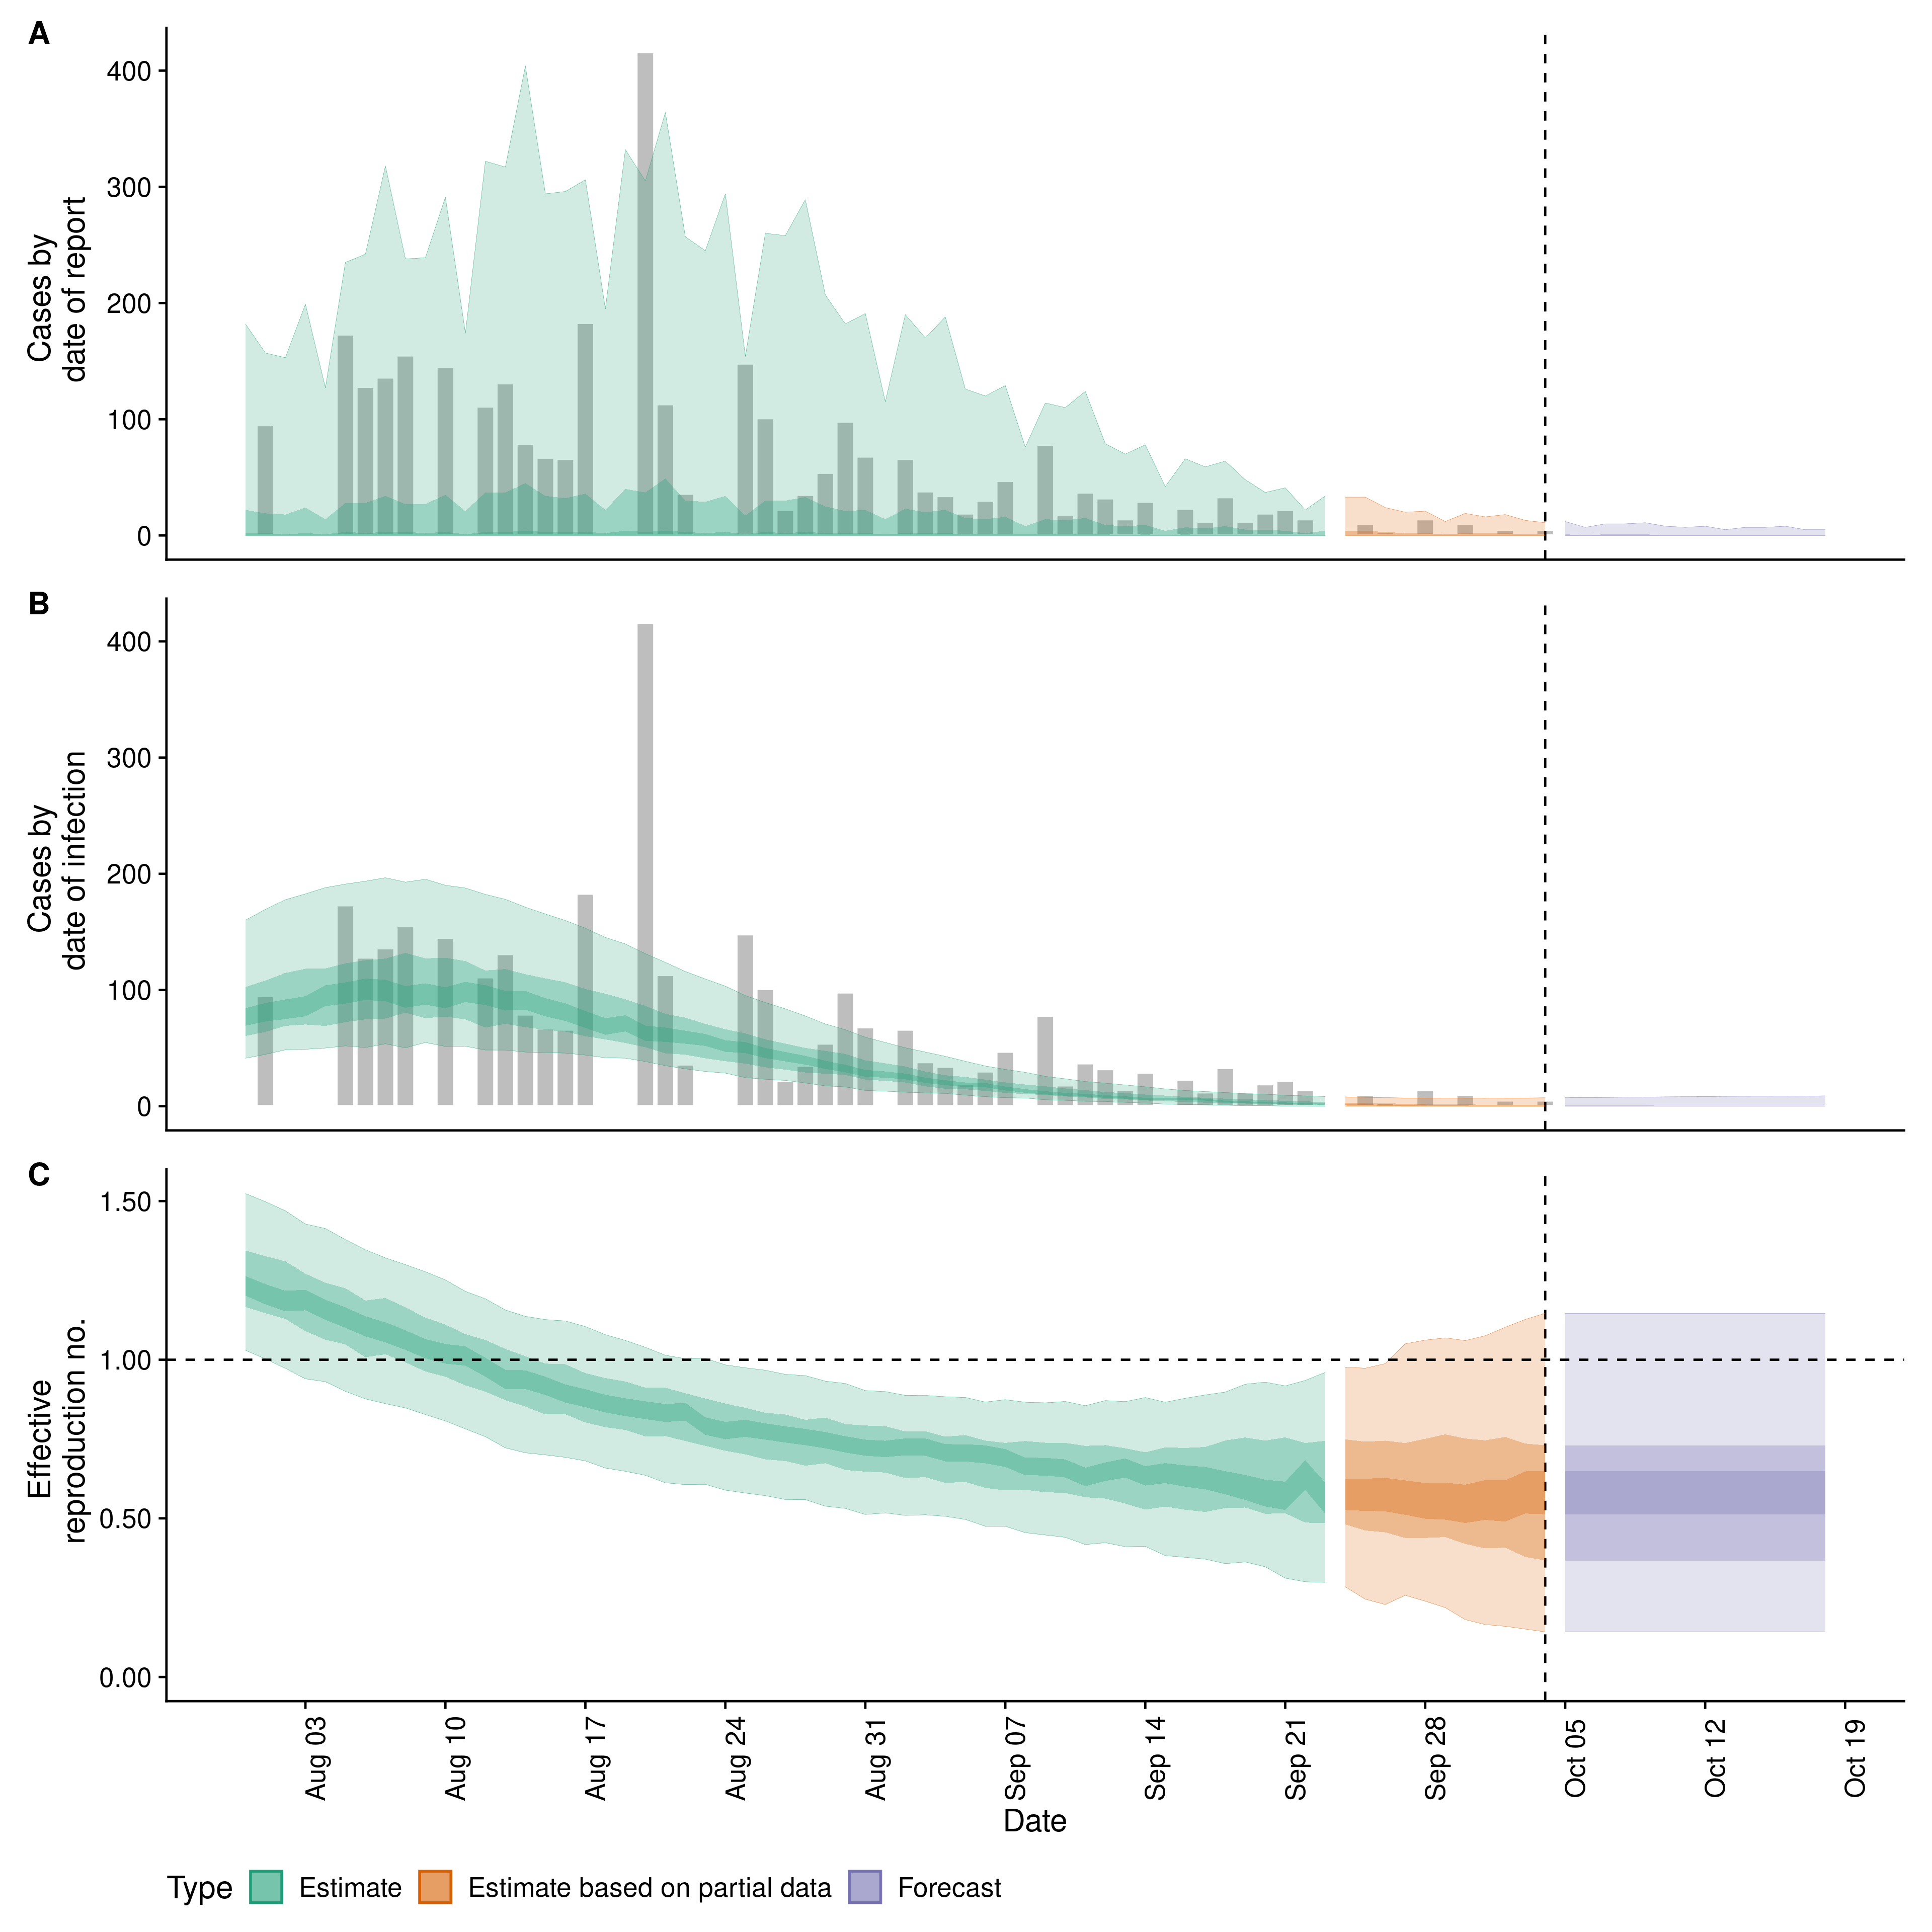 A
400
300
200
100
0
Cases by
date of report
B
400
300
200
100
0
Cases by
date of infection
C
1.50
1.00
0.50
0.00
Effective
reproduction no.
Aug 03
Aug 10
Aug 17
Aug 24
Aug 31
Sep 07
Sep 14
Sep 21
Sep 28
Oct 05
Oct 12
Oct 19
Date
Type Estimate Estimate based on partial data Forecast